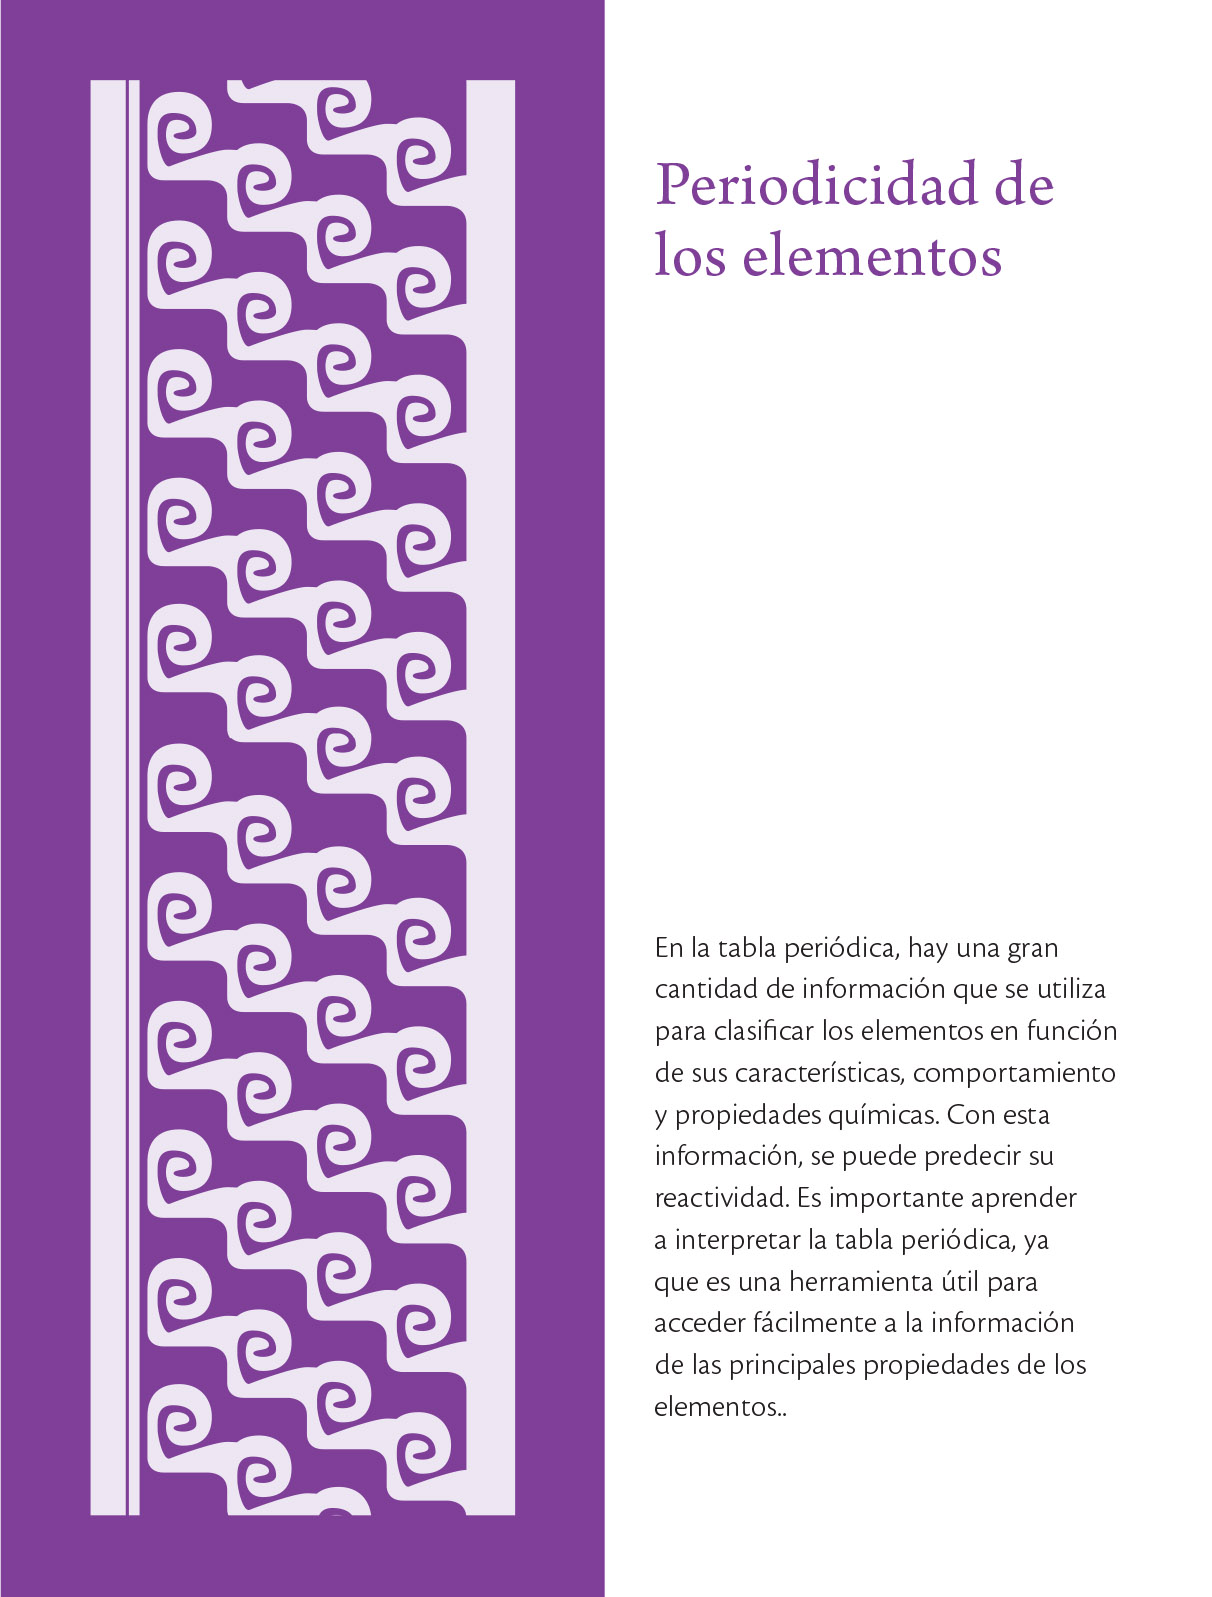 Periodicidad de
los elementos
En la tabla periódica, hay una gran
cantidad de información que se utiliza
para clasificar los elementos en función
de sus características, comportamiento
y propiedades químicas. Con esta
información, se puede predecir su
reactividad. Es importante aprender
a interpretar la tabla periódica, ya
que es una herramienta útil para
acceder fácilmente a la información
de las principales propiedades de los
elementos..